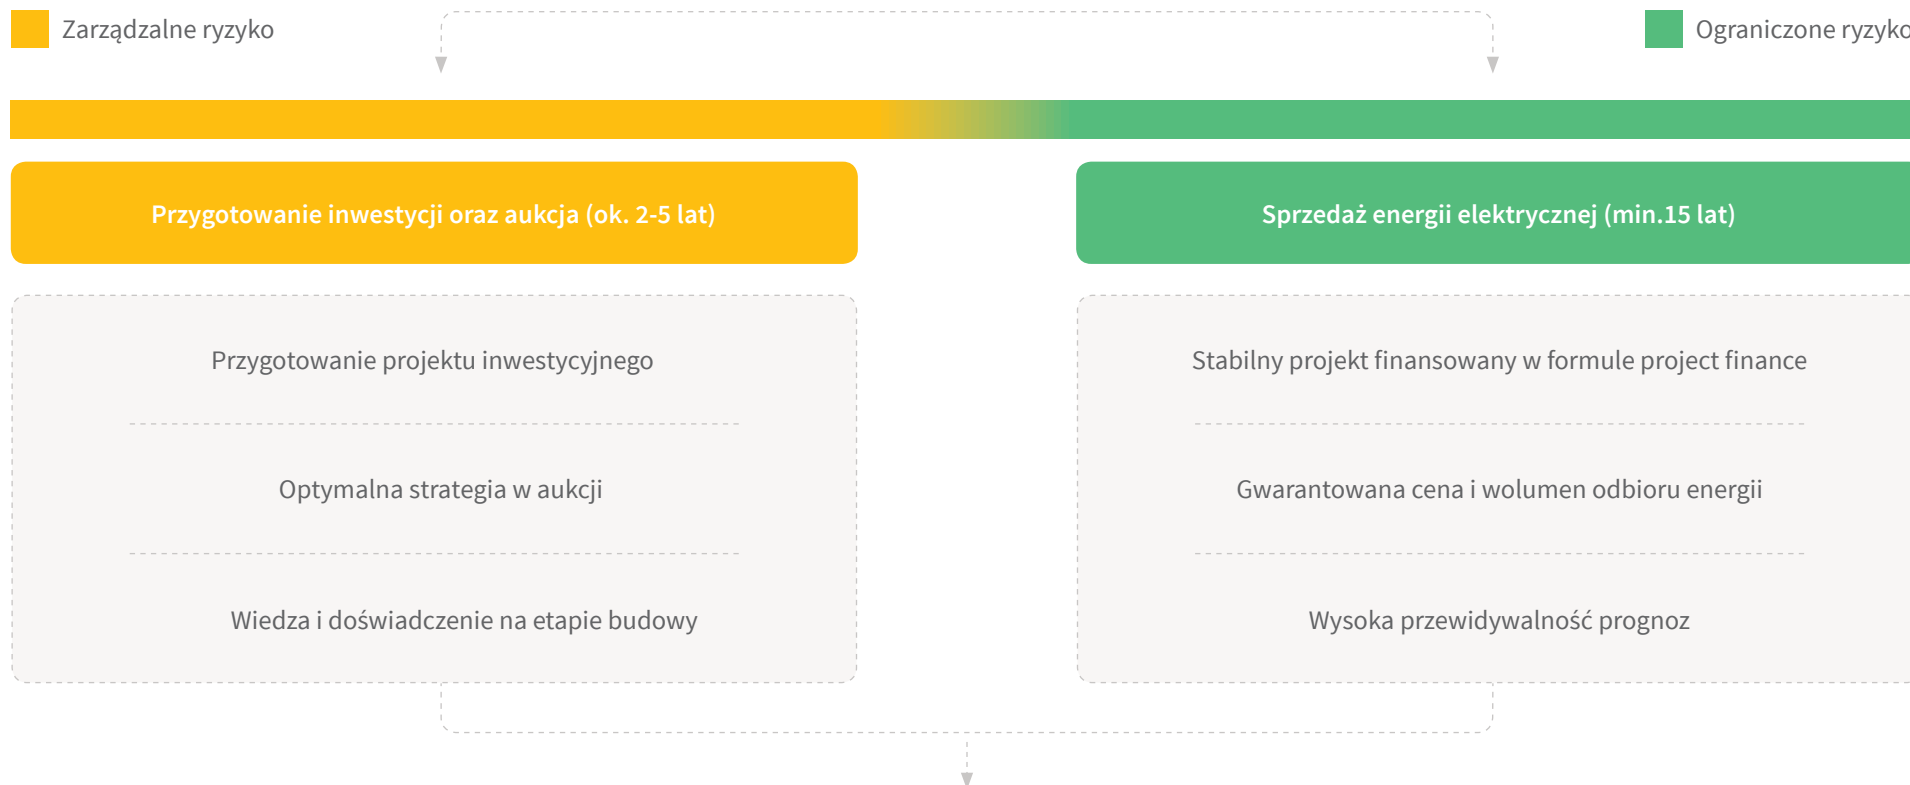 Zarządzalne ryzyko
Ograniczone ryzyko
Przygotowanie inwestycji oraz aukcja (ok. 2-5 lat)
Sprzedaż energii elektrycznej (min.15 lat)
Przygotowanie projektu inwestycyjnego
Optymalna strategia w aukcji
Wiedza i doświadczenie na etapie budowy
Stabilny projekt finansowany w formule project finance
Gwarantowana cena i wolumen odbioru energii
Wysoka przewidywalność prognoz